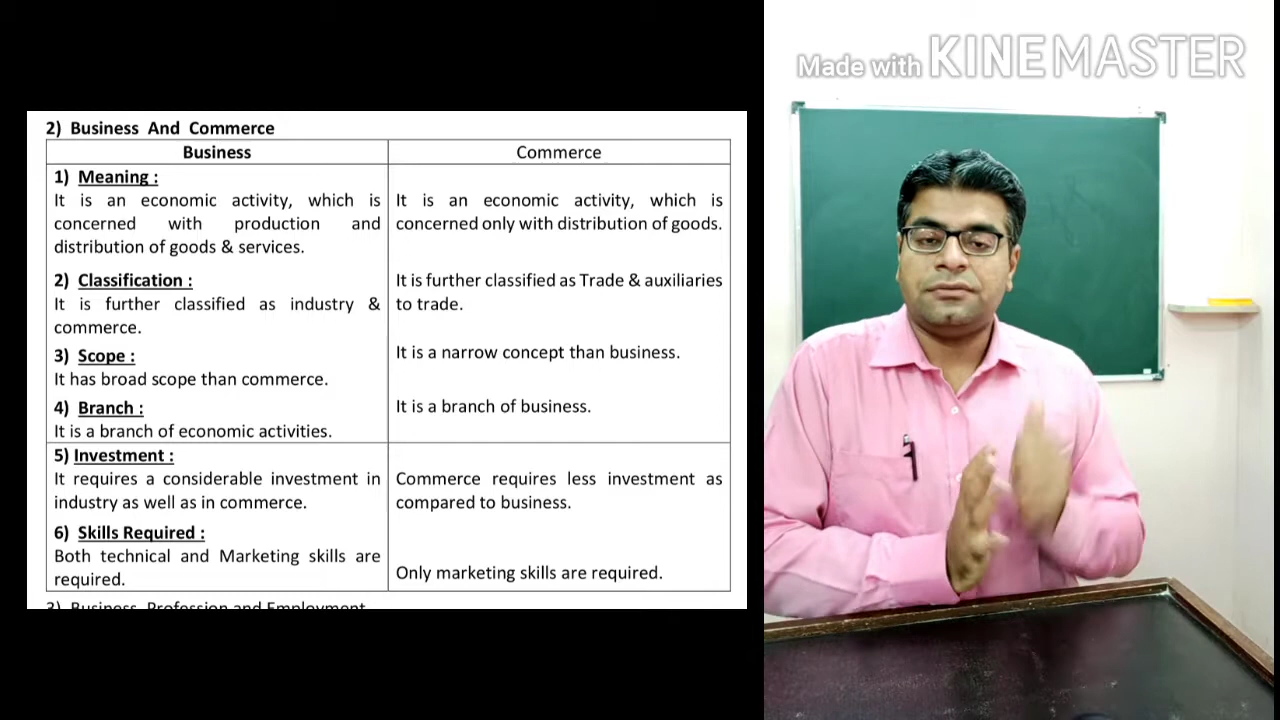 Made with KINEMASTER
2) Business And Commerce
Business
Commerce
1) Meaning :
It is an economic activity, which is
concerned with production and
distribution of goods & services.
It is an economic activity, which is
concerned only with distribution of goods.
2) Classification :
It is further classified as industry &
commerce.
It is further classified as Trade & auxiliaries
to trade.
3) Scope :
It has broad scope than commerce.
It is a narrow concept than business.
4) Branch :
It is a branch of economic activities.
It is a branch of business.
5) Investment :
It requires a considerable investment in
industry as well as in commerce.
Commerce requires less investment as
compared to business.
6) Skills Required :
Both technical and Marketing skills are
required.
Only marketing skills are required.
3) Business, Profession and Employment